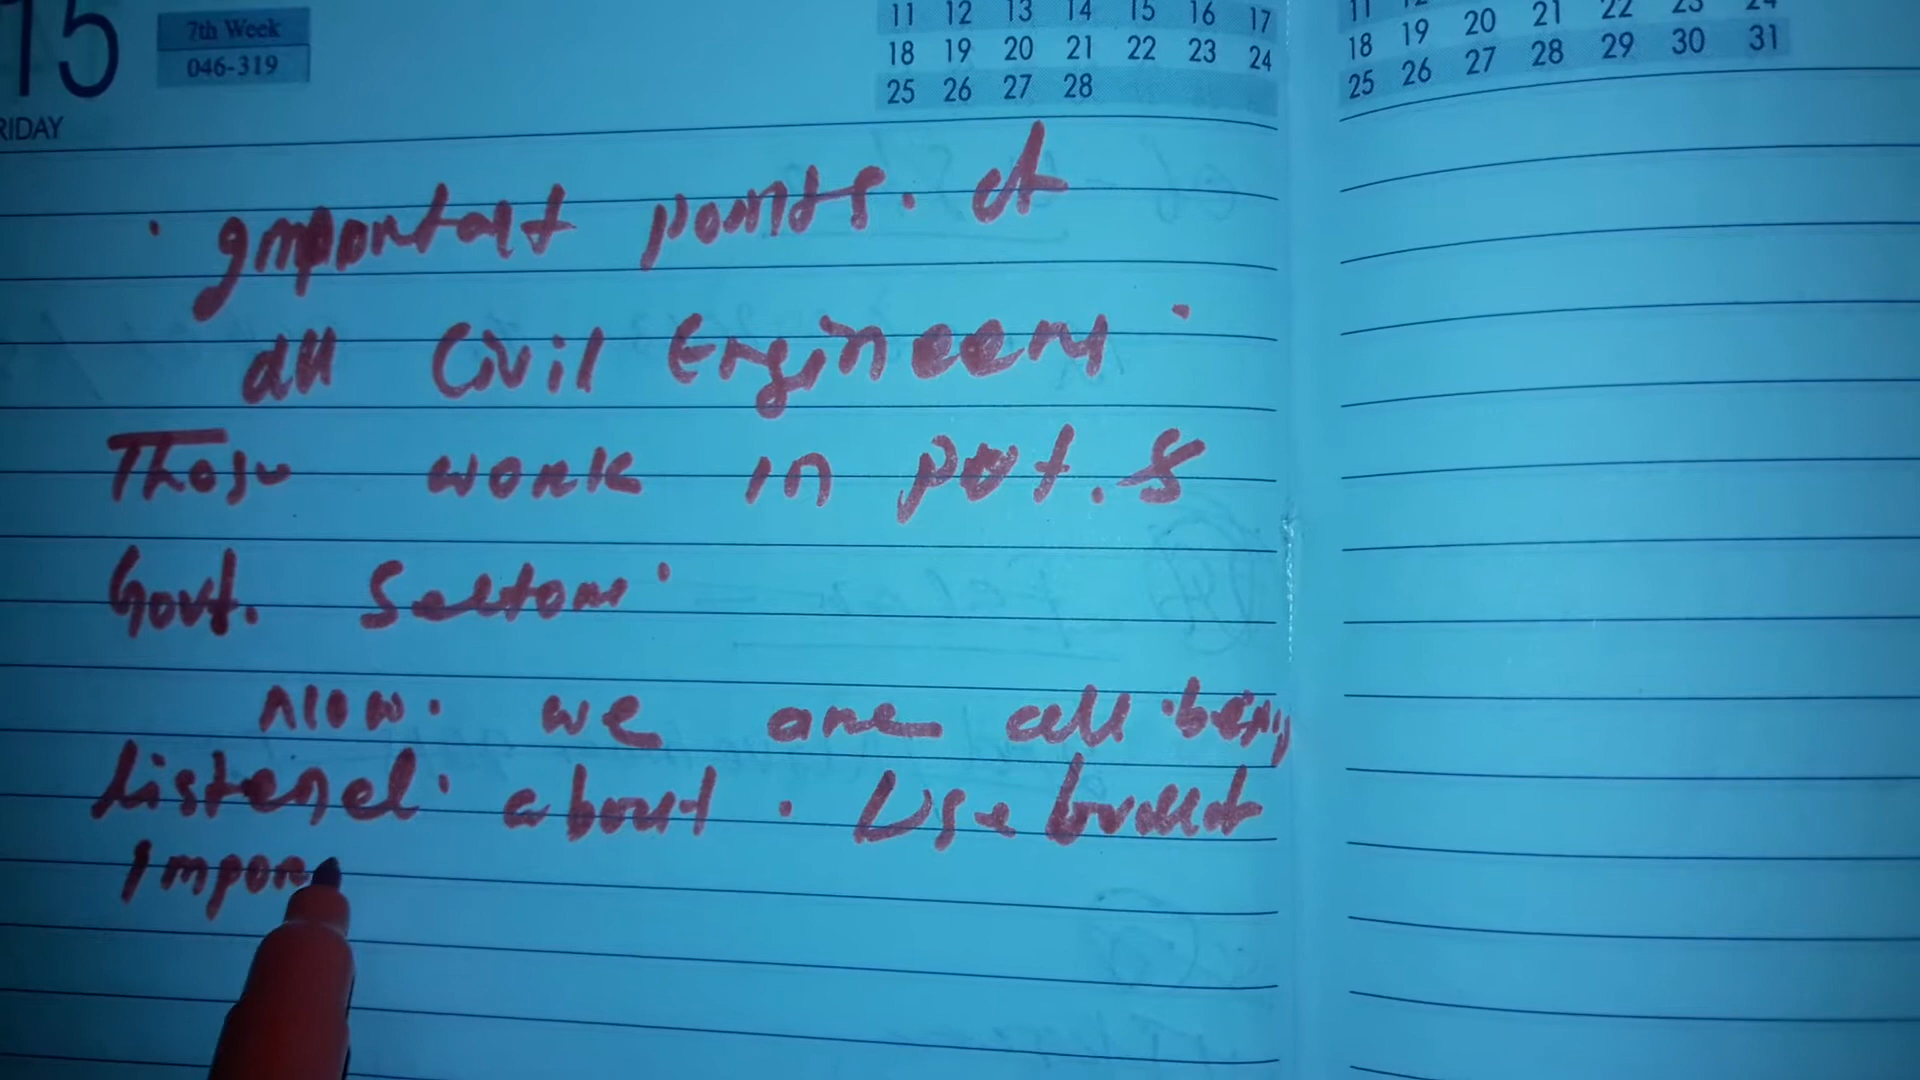 15
7th Week
046-319
RIDAY
11 12 13 14 15 16 17
18 19 20 21 22 23 24
25 26 27 28
11 12
18 19 20 21 22 23 24
25 26 27 28 29 30 31
Important points. of
all Civil Engineers
Those work in pvt. &
Govt. Sectors
Now. we are all being
Listened about. Use
Impor